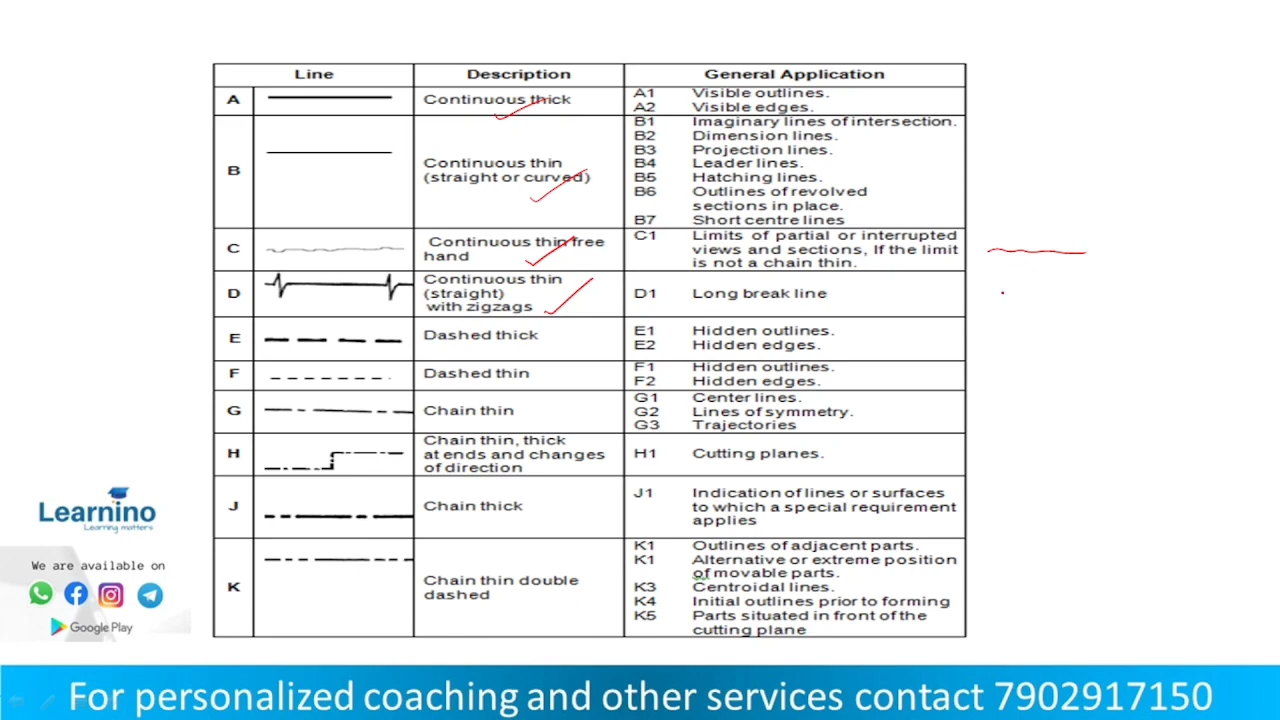 Line Description General Application
A Continuous thick A1 Visible outlines.
A2 Visible edges.
B Continuous thin
(straight or curved)
B1 Imaginary lines of intersection.
B2 Dimension lines.
B3 Projection lines.
B4 Leader lines.
B5 Hatching lines.
B6 Outlines of revolved
sections in place.
B7 Short centre lines
C Continuous thin free
hand
C1 Limits of partial or interrupted
views and sections, If the limit
is not a chain thin.
D Continuous thin
(straight)
with zigzags
D1 Long break line
E Dashed thick E1 Hidden outlines.
E2 Hidden edges.
F Dashed thin F1 Hidden outlines.
F2 Hidden edges.
G Chain thin G1 Center lines.
G2 Lines of symmetry.
G3 Trajectories
H Chain thin, thick
at ends and changes
of direction
H1 Cutting planes.
J Chain thick J1 Indication of lines or surfaces
to which a special requirement
applies
K Chain thin double
dashed
K1 Outlines of adjacent parts.
K1 Alternative or extreme position
of movable parts.
K3 Centroidal lines.
K4 Initial outlines prior to forming
K5 Parts situated in front of the
cutting plane
Learnino
Learning matters
We are available on
Google Play
For personalized coaching and other services contact 7902917150